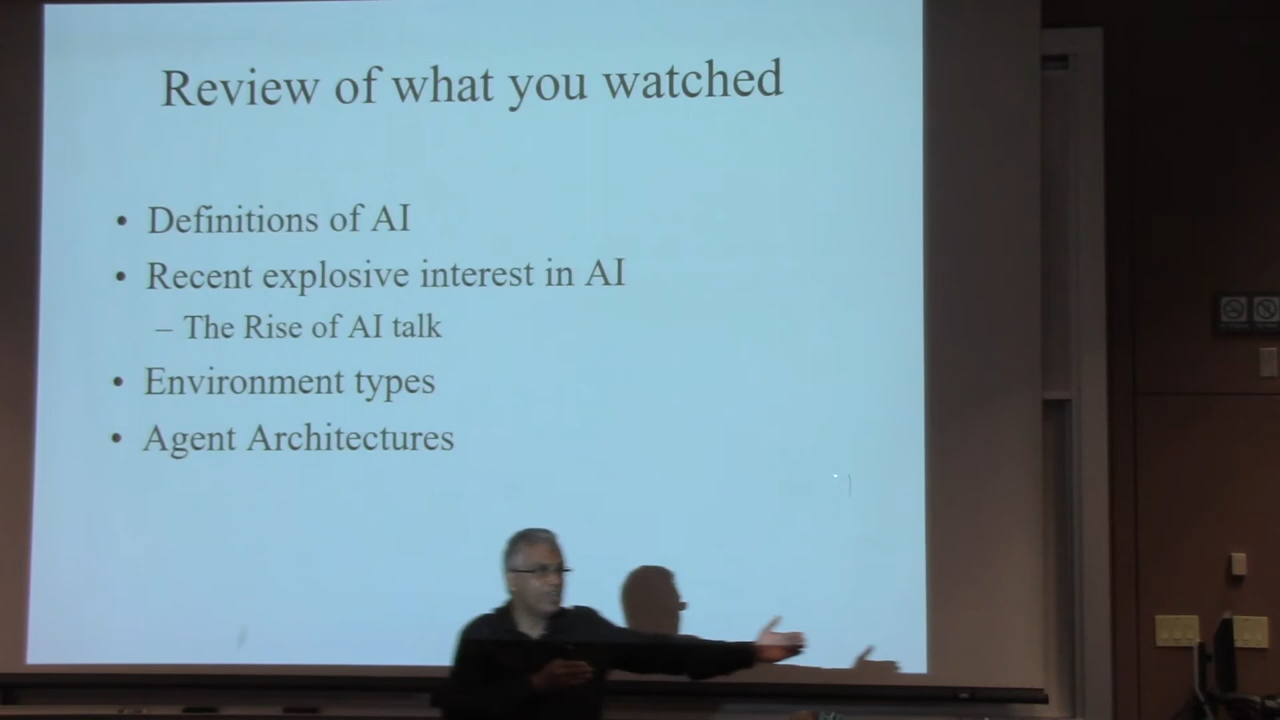 Review of what you watched
• Definitions of AI
• Recent explosive interest in AI
– The Rise of AI talk
• Environment types
• Agent Architectures